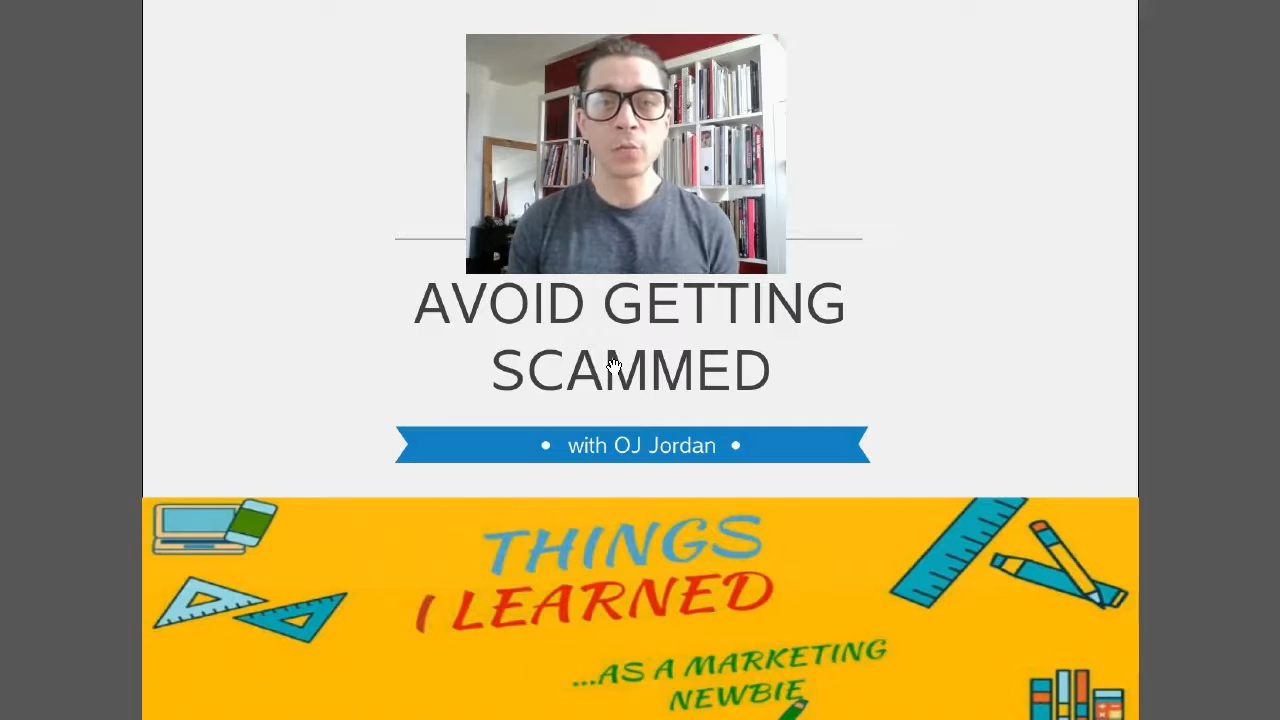 AVOID GETTING
SCAMMED
• with OJ Jordan •
THINGS
I LEARNED
...AS A MARKETING
NEWBIE